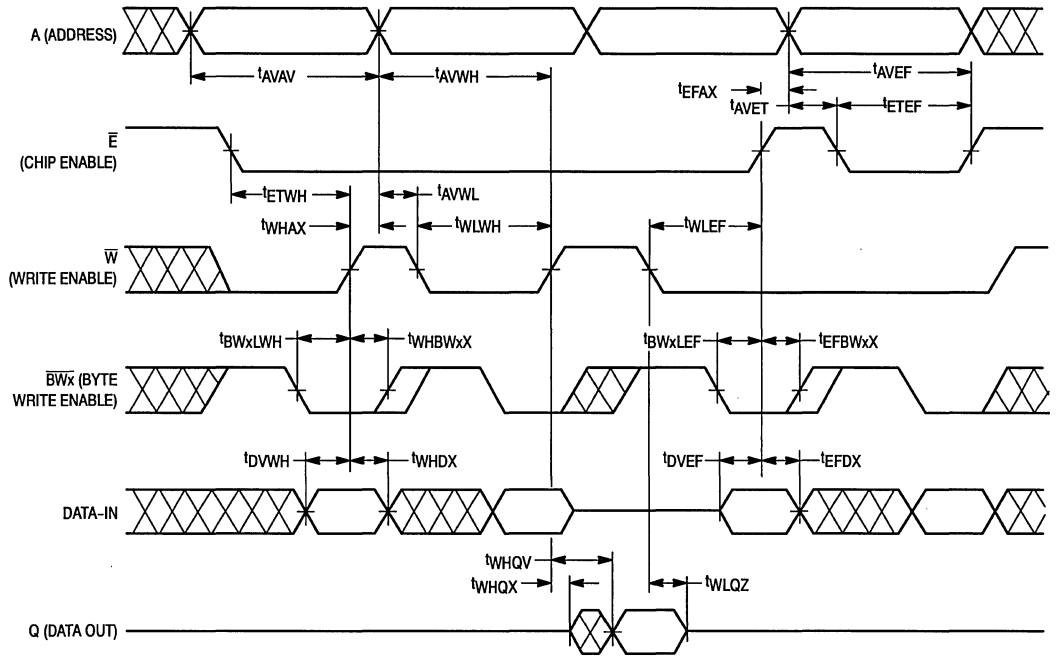 A (ADDRESS)
tAVAV
tAVWH
tEFAX
tAVEF
tAVET
tETEF
E
(CHIP ENABLE)
tETWH
tAVWL
tWHAX
tWLWH
tWLEF
W
(WRITE ENABLE)
tBWxLWH
tWHBWxX
tBWxLEF
tEFBWxX
BWx (BYTE
WRITE ENABLE)
tDVWH
tWHDX
tDVEF
tEFDX
DATA–IN
tWHQV
tWHQX
tWLQZ
Q (DATA OUT)